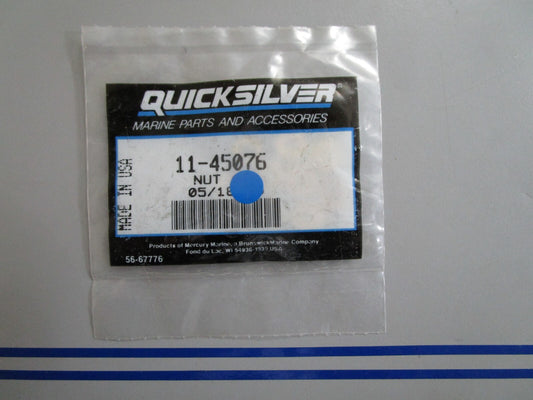 QUICKSILVER
MARINE PARTS AND ACCESSORIES
MADE IN USA
11-45076
NUT
05/18
Products of Mercury Marine, a Brunswick Marine Company
Fond du Lac, WI 54936-1939 USA
56-67776